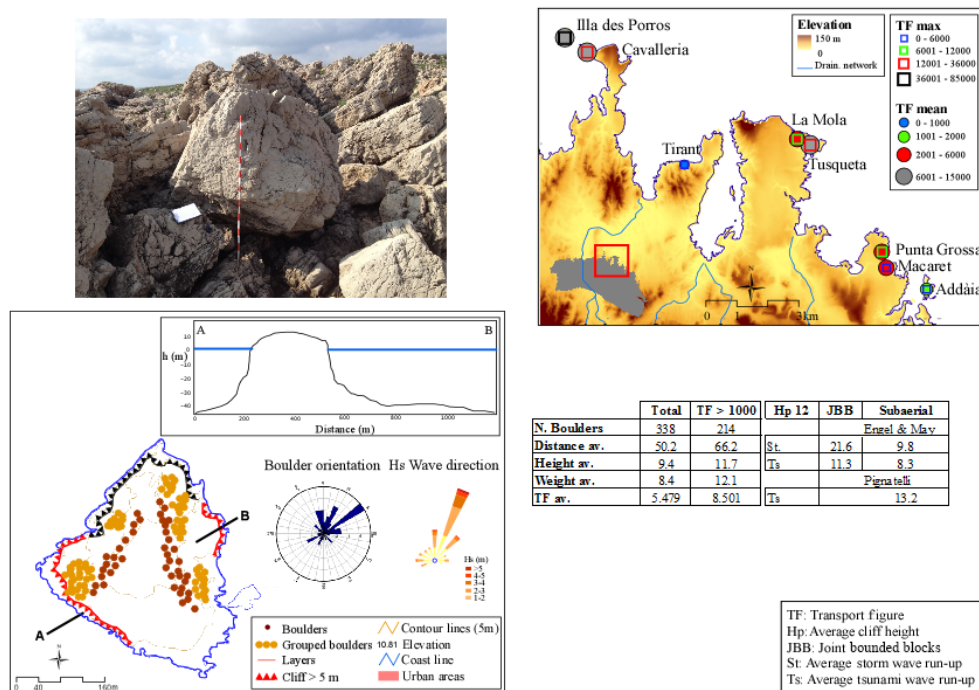 Illa des Porros
Cavalleria
La Mola
Tirant
Tusqueta
Punta Grossa
Macaret
Addàia
N
0 1 3 km
Elevation
150 m
0
Drain. network
TF max
0 - 6000
6001 - 12000
12001 - 36000
36001 - 85000
TF mean
0 - 1000
1001 - 2000
2001 - 6000
6001 - 15000
A B
h (m)
10
0
-10
-20
-30
-40
0 200 400 600 800 1000
Distance (m)
Boulder orientation Hs Wave direction
Hs (m)
>5
4-5
3-4
2-3
1-2
B
A
N
0 40 80 160m
Boulders
Grouped boulders
Layers
Cliff > 5 m
Contour lines (5m)
10.81 Elevation
Coast line
Urban areas
Total TF > 1000 Hp 12 JBB Subaerial
N. Boulders 338 214 Engel & May
Distance av. 50.2 66.2 St. 21.6 9.8
Height av. 9.4 11.7 Ts 11.3 8.3
Weight av. 8.4 12.1 Pignatelli
TF av. 5.479 8.501 Ts 13.2
TF: Transport figure
Hp: Average cliff height
JBB: Joint bounded blocks
St: Average storm wave run-up
Ts: Average tsunami wave run-up